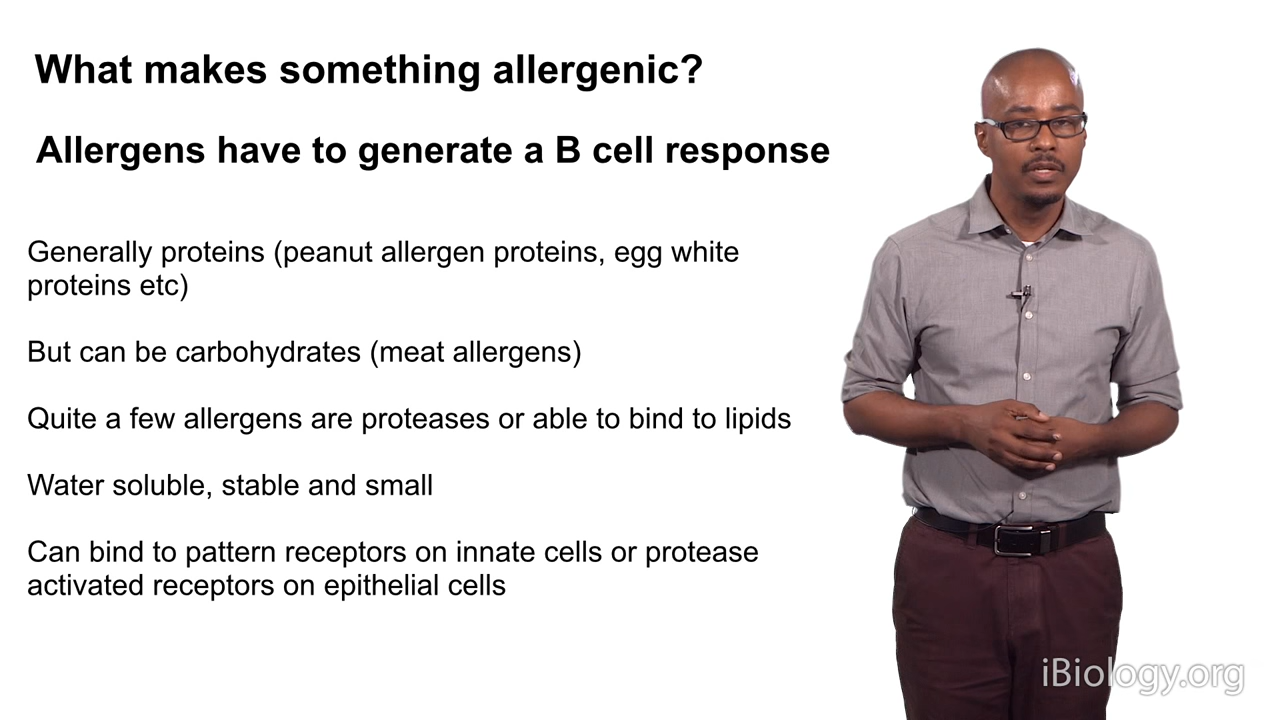 What makes something allergenic?
Allergens have to generate a B cell response
Generally proteins (peanut allergen proteins, egg white
proteins etc)
But can be carbohydrates (meat allergens)
Quite a few allergens are proteases or able to bind to lipids
Water soluble, stable and small
Can bind to pattern receptors on innate cells or protease
activated receptors on epithelial cells
iBiology.org